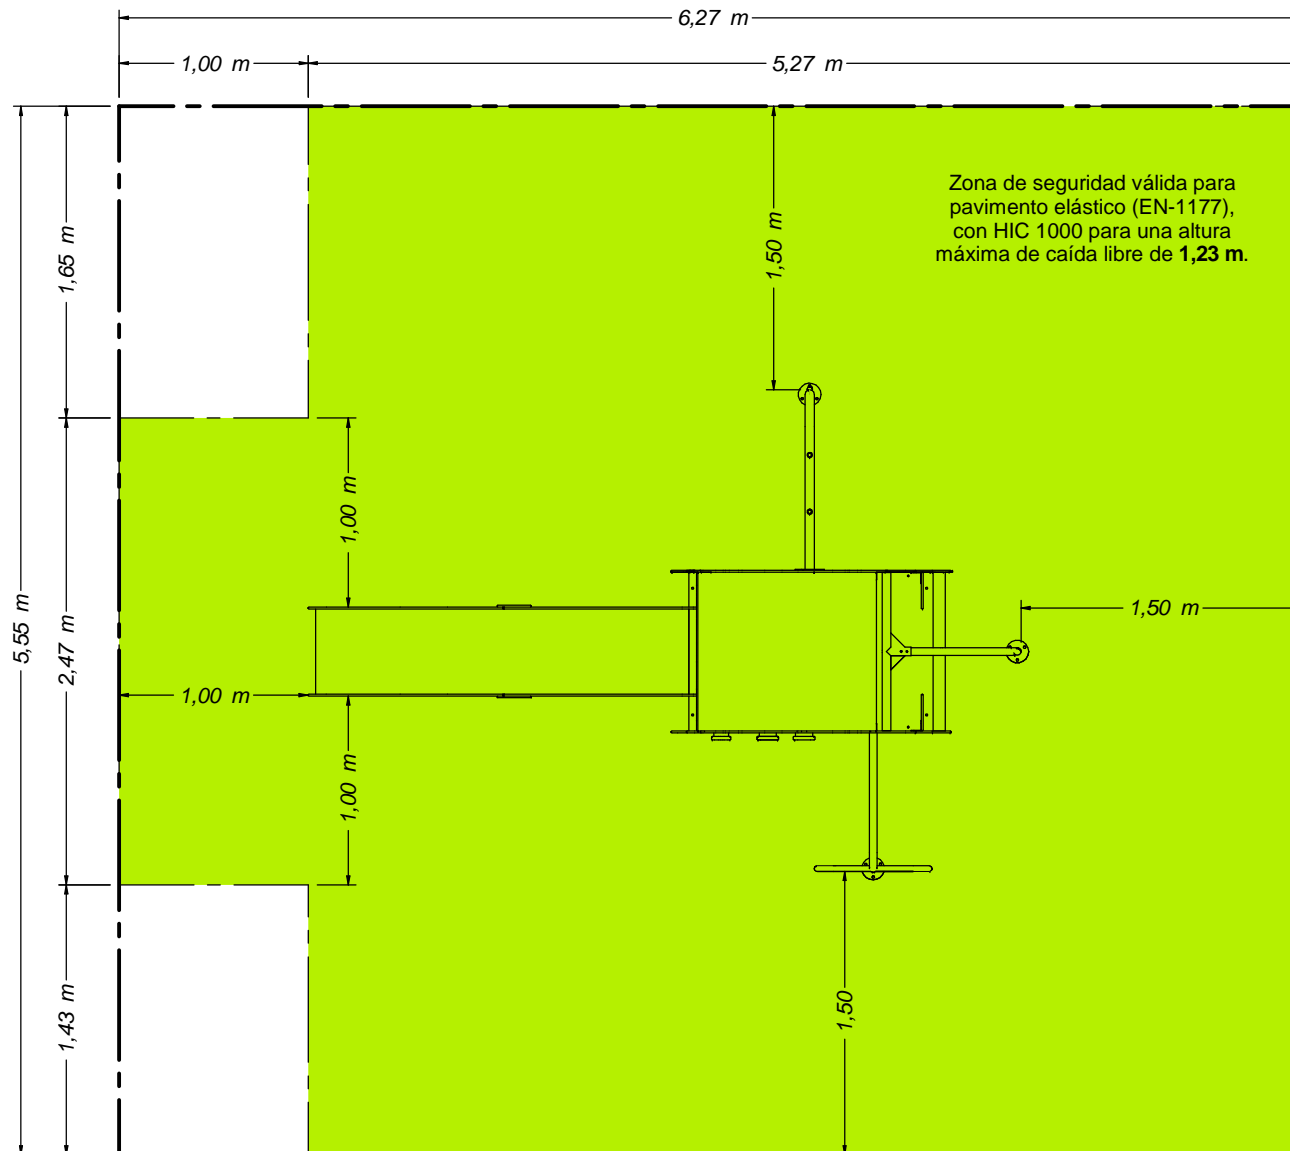 6,27 m
1,00 m
5,27 m
Zona de seguridad válida para
pavimento elástico (EN-1177),
con HIC 1000 para una altura
máxima de caída libre de 1,23 m.
1,65 m
1,50 m
1,00 m
5,55 m
2,47 m
1,50 m
1,00 m
1,00 m
1,43 m
1,50